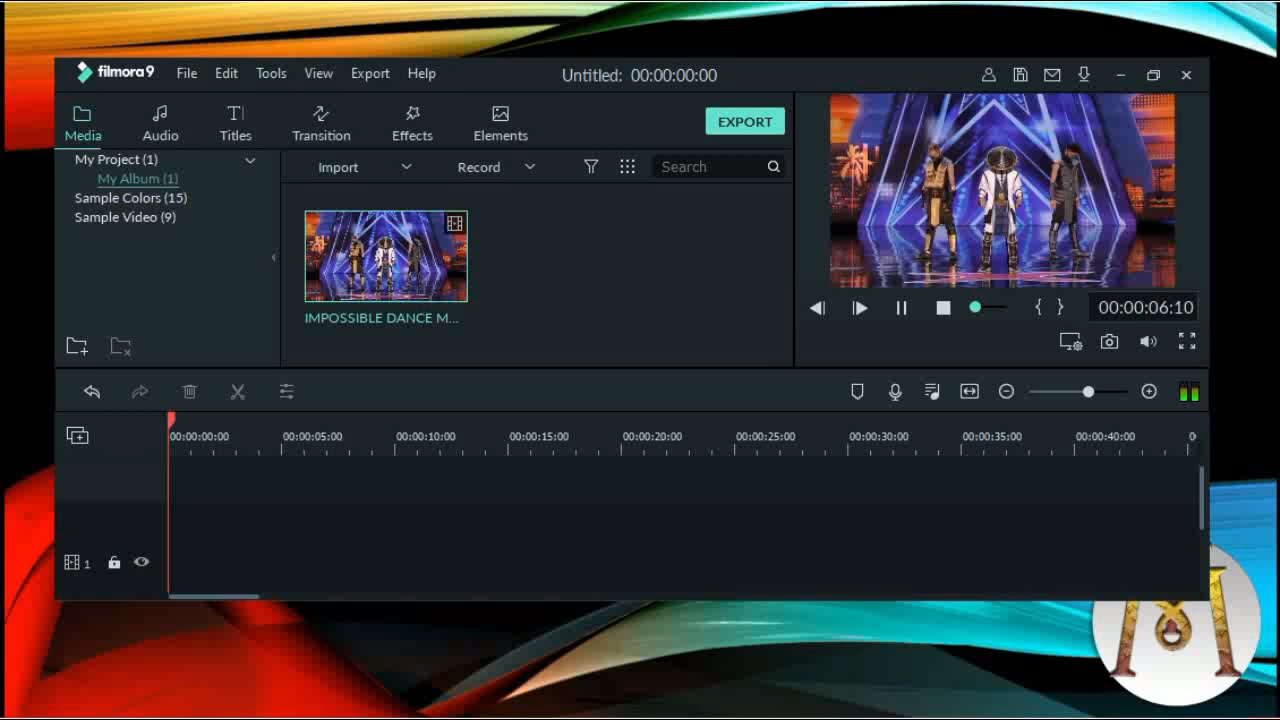 filmora9 File Edit Tools View Export Help Untitled: 00:00:00:00
Media Audio Titles Transition Effects Elements EXPORT
My Project (1) Import Record Search
My Album (1)
Sample Colors (15)
Sample Video (9)
IMPOSSIBLE DANCE M...
00:00:06:10
00:00:00:00 00:00:05:00 00:00:10:00 00:00:15:00 00:00:20:00 00:00:25:00 00:00:30:00 00:00:35:00 00:00:40:00 0
1